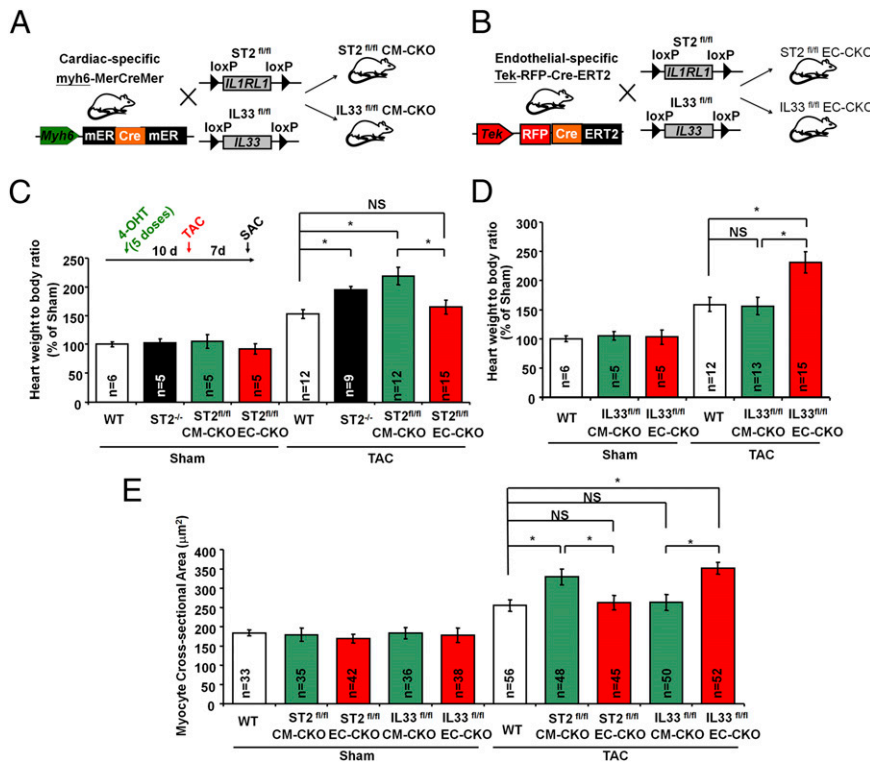 A
Cardiac-specific
myh6-MerCreMer
Myh6 mER Cre mER
ST2 fl/fl
loxP loxP
IL1RL1
IL33 fl/fl
loxP loxP
IL33
ST2 fl/fl CM-CKO
IL33 fl/fl CM-CKO
B
Endothelial-specific
Tek-RFP-Cre-ERT2
Tek RFP Cre ERT2
ST2 fl/fl
loxP loxP
IL1RL1
IL33 fl/fl
loxP loxP
IL33
ST2 fl/fl EC-CKO
IL33 fl/fl EC-CKO
C
4-OHT
(5 doses)
TAC
SAC
10 d 7d
NS
*
* *
Heart weight to body ratio
(% of Sham)
250
200
150
100
50
0
n=6 n=5 n=5 n=5 n=12 n=9 n=12 n=15
WT ST2-/- ST2fl/fl ST2fl/fl WT ST2-/- ST2fl/fl ST2fl/fl
CM-CKO EC-CKO CM-CKO EC-CKO
Sham TAC
D
*
NS *
Heart weight to body ratio
(% of Sham)
300
250
200
150
100
50
0
n=6 n=5 n=5 n=12 n=13 n=15
WT IL33fl/fl IL33fl/fl WT IL33fl/fl IL33fl/fl
CM-CKO EC-CKO CM-CKO EC-CKO
Sham TAC
E
*
NS
NS
* * *
Myocyte Cross-sectional Area (μm2)
400
350
300
250
200
150
100
50
0
n=33 n=35 n=42 n=36 n=38 n=56 n=48 n=45 n=50 n=52
WT ST2 fl/fl ST2 fl/fl IL33 fl/fl IL33 fl/fl WT ST2 fl/fl ST2 fl/fl IL33 fl/fl IL33 fl/fl
CM-CKO EC-CKO CM-CKO EC-CKO CM-CKO EC-CKO CM-CKO EC-CKO
Sham TAC